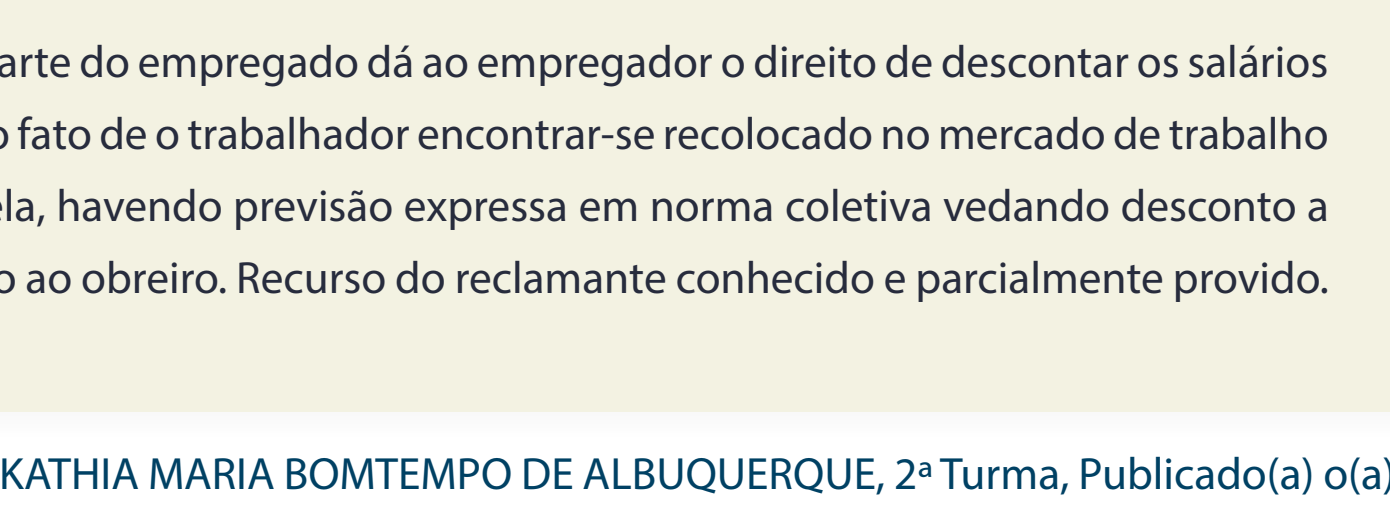 arte do empregado dá ao empregador o direito de descontar os salários
o fato de o trabalhador encontrar-se recolocado no mercado de trabalho
ela, havendo previsão expressa em norma coletiva vedando desconto a
o ao obreiro. Recurso do reclamante conhecido e parcialmente provido.
KATHIA MARIA BOMTEMPO DE ALBUQUERQUE, 2ª Turma, Publicado(a) o(a)